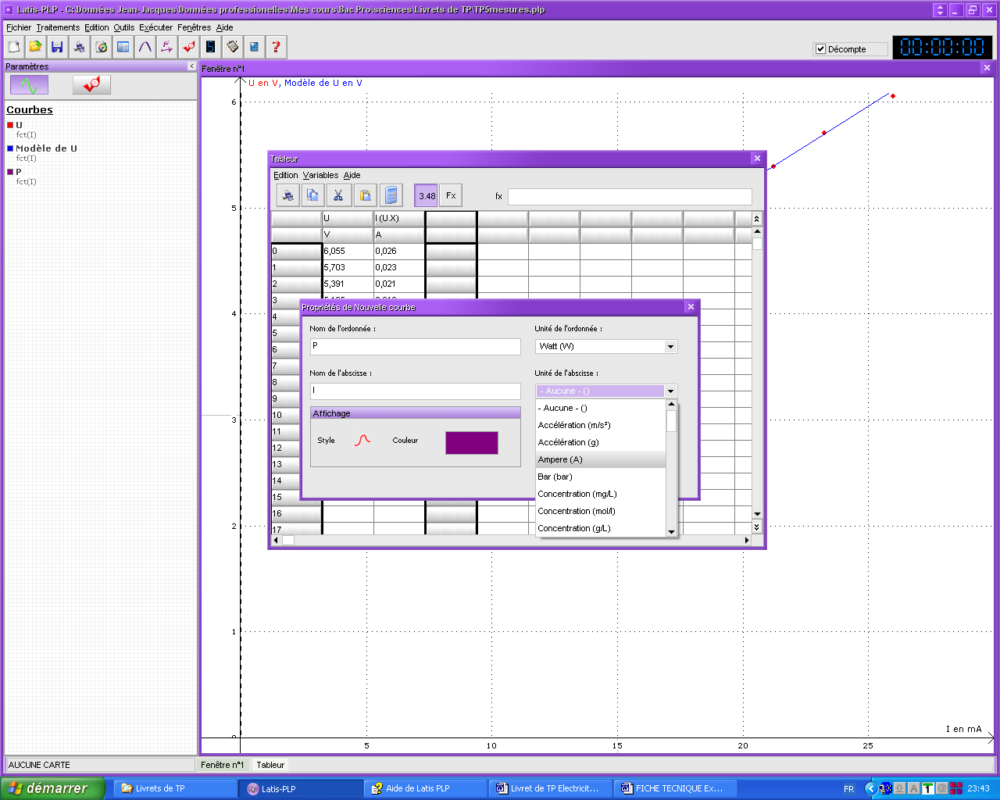 Latis-PLP - C:\Données Jean-Jacques\Données professionelles\Mes cours\Bac Pro\sciences\Livrets de TP\TP5mesures.plp
Fichier Traitements Edition Outils Exécuter Fenêtres Aide
Décompte
00:00:00
Paramètres
Fenêtre n°1
U en V, Modèle de U en V
Courbes
U
fct(I)
Modèle de U
fct(I)
P
fct(I)
6
5
4
3
2
1
0
5
10
15
20
25
I en mA
Tableur
Edition Variables Aide
3.48
Fx
fx
U I (U.X)
V A
0 6,055 0,026
1 5,703 0,023
2 5,391 0,021
3
4
5
6
7
8
9
10
11
12
13
14
15
16
17
Propriétés de Nouvelle courbe
Nom de l'ordonnée :
Unité de l'ordonnée :
P
Watt (W)
Nom de l'abscisse :
Unité de l'abscisse :
I
- Aucune - ()
Affichage
Style
Couleur
- Aucune - ()
Accélération (m/s²)
Accélération (g)
Ampere (A)
Bar (bar)
Concentration (mg/L)
Concentration (mol/l)
Concentration (g/L)
AUCUNE CARTE
Fenêtre n°1
Tableur
démarrer
Livrets de TP
Latis-PLP
Aide de Latis PLP
Livret de TP Electricit...
FICHE TECHNIQUE Ex...
FR
23:43